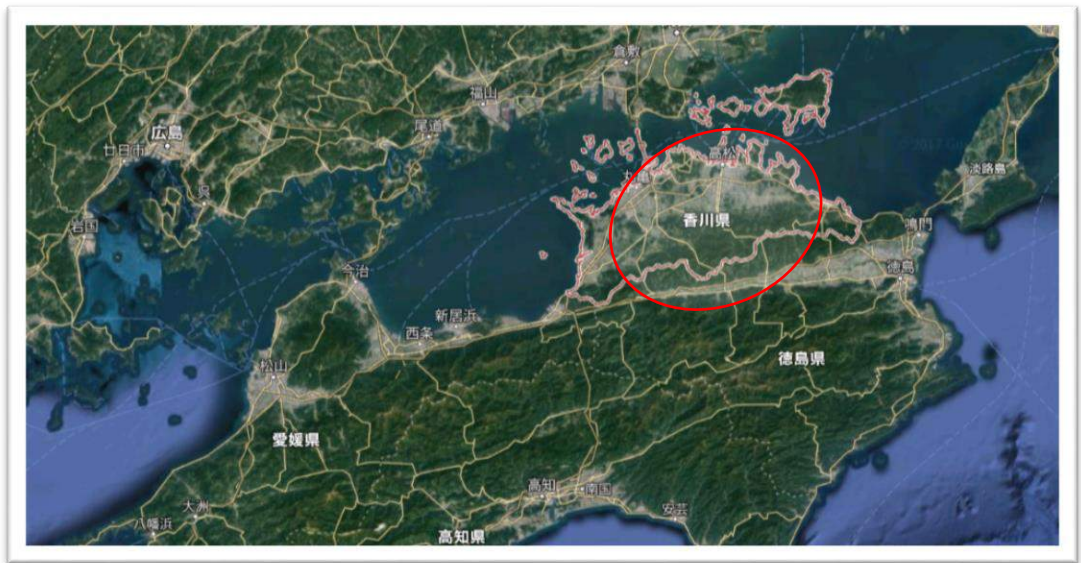 倉敷
福山
尾道
広島
廿日市
呉
岩国
高松
丸亀
香川県
淡路島
鳴門
徳島
今治
新居浜
西条
松山
徳島県
愛媛県
高知
南国
安芸
大洲
八幡浜
高知県